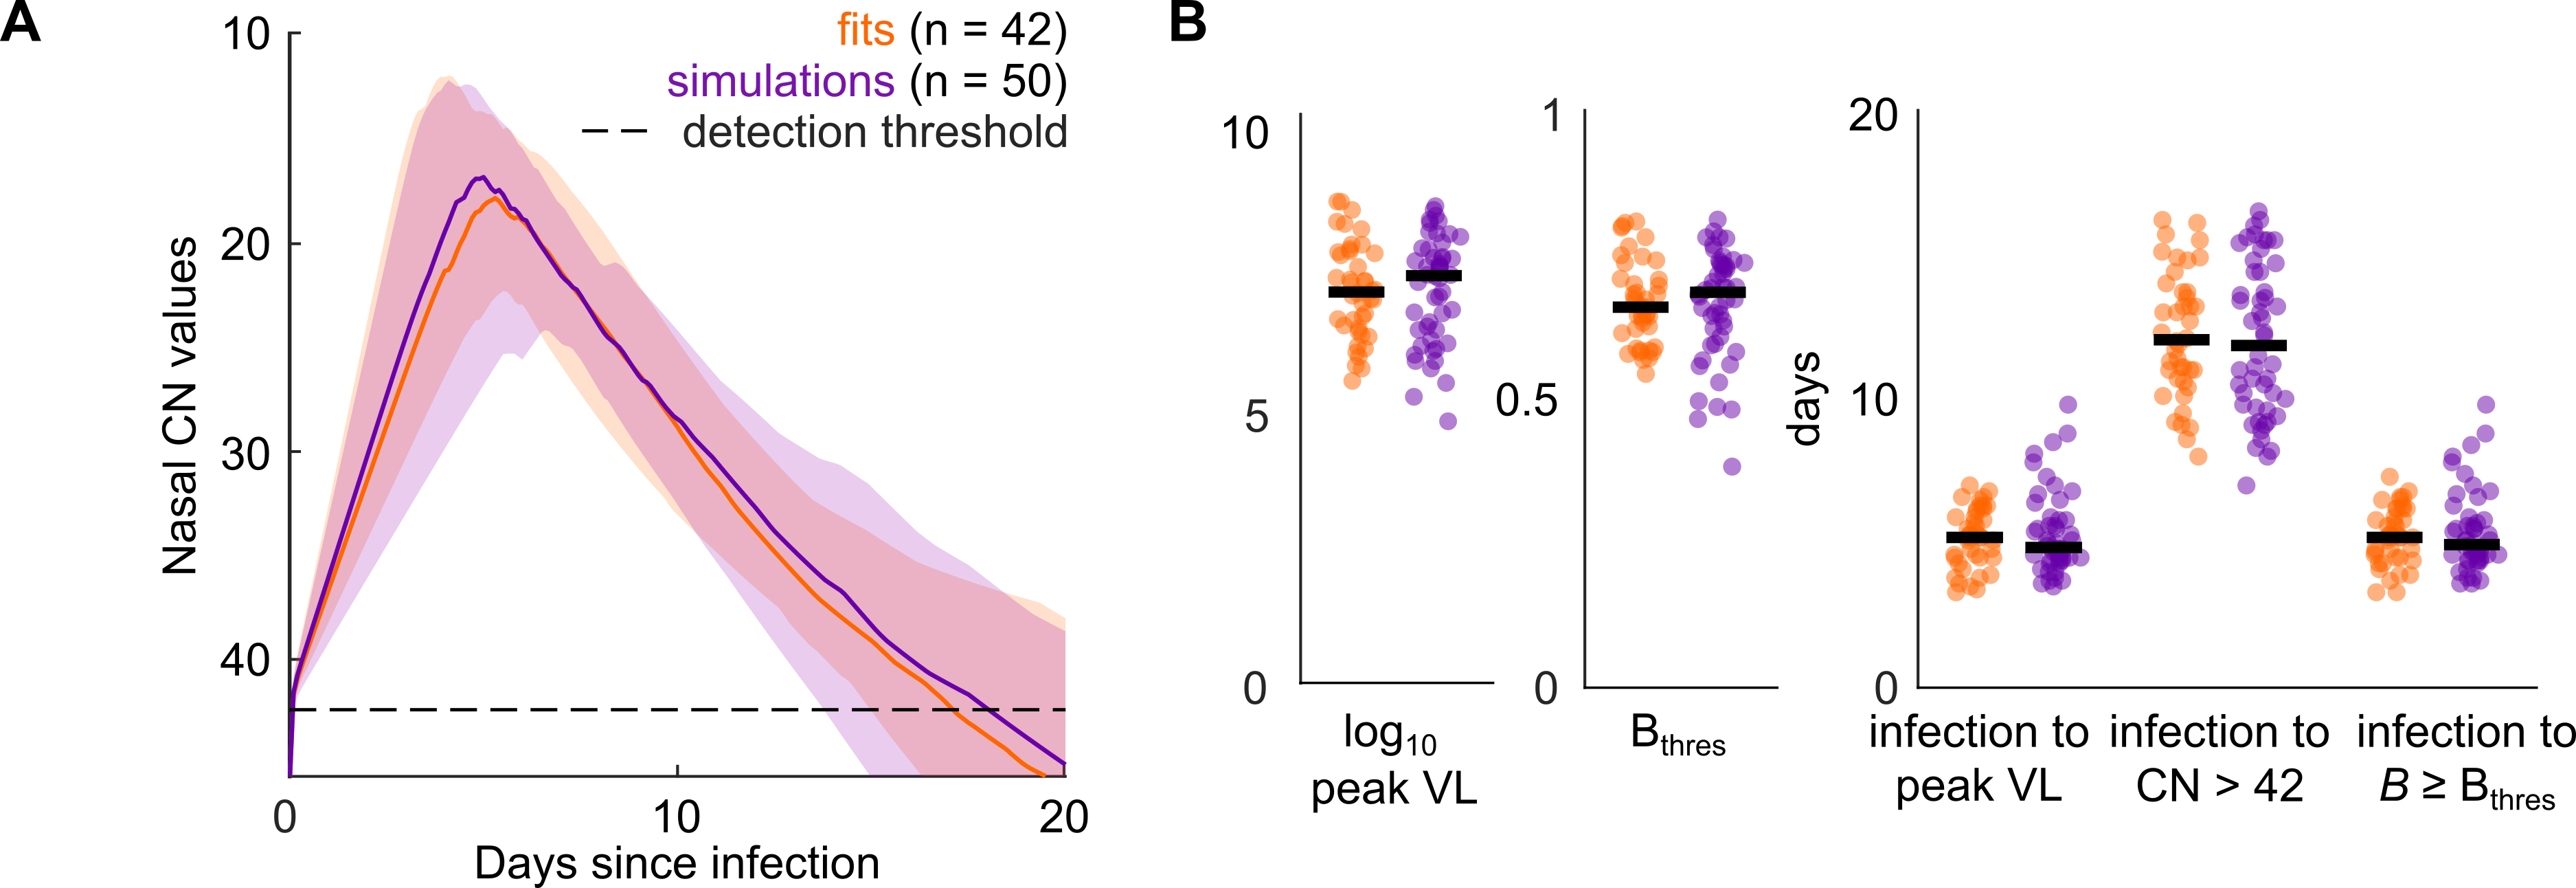 A
fits (n = 42)
simulations (n = 50)
detection threshold
10
20
30
40
Nasal CN values
0
10
20
Days since infection
B
10
5
0
log10
peak VL
1
0.5
0
Bthres
20
10
0
days
infection to
peak VL
infection to
CN > 42
infection to
B ≥ Bthres